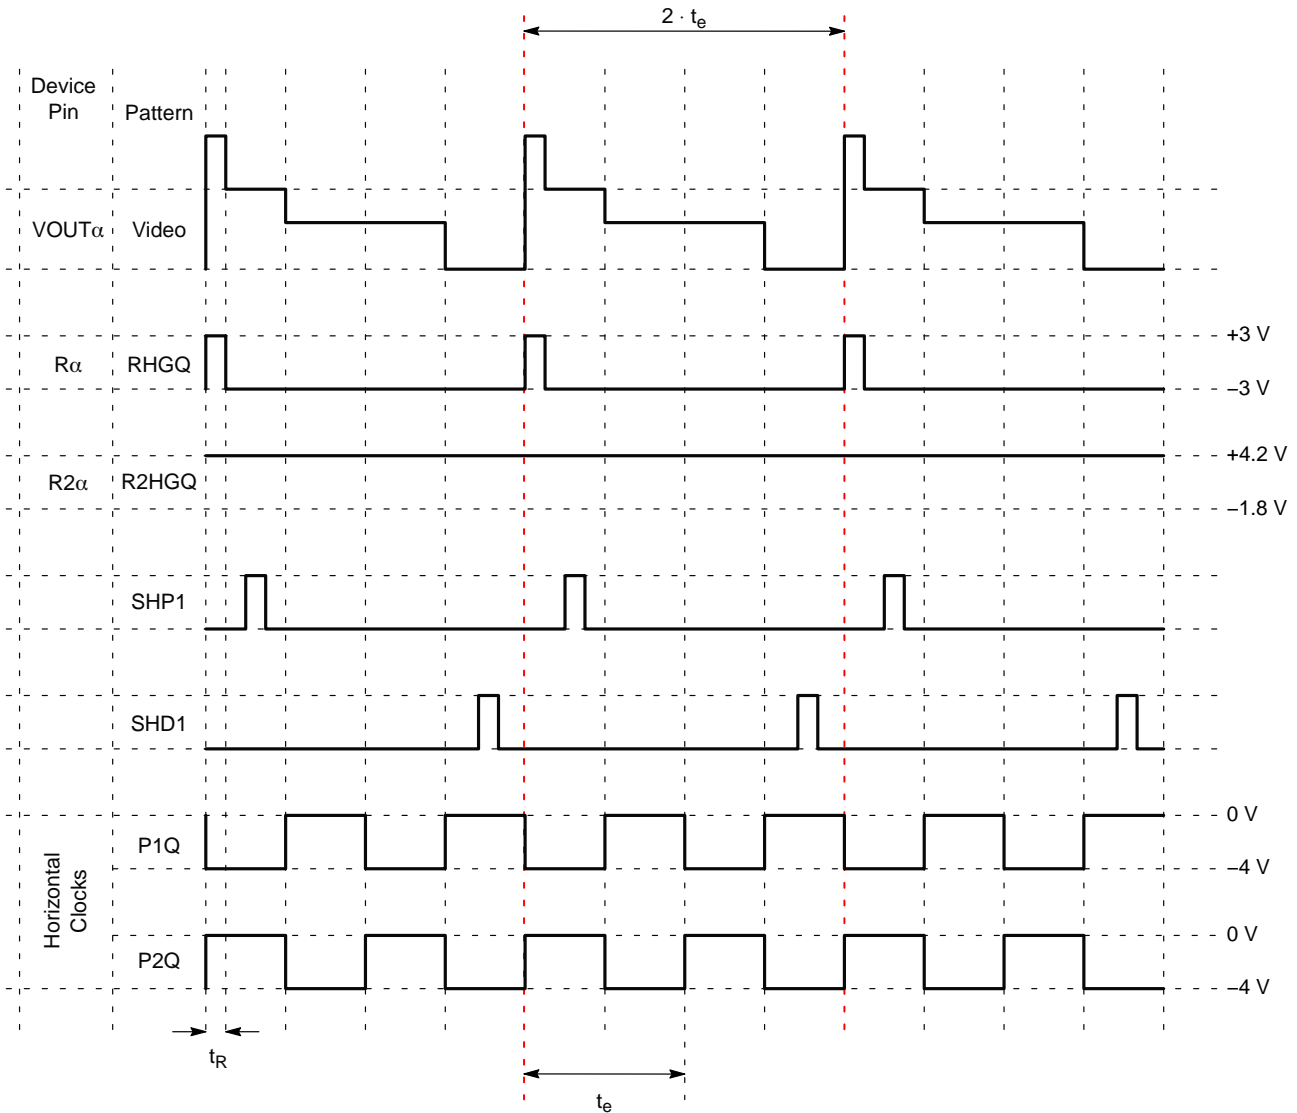 2 · te
Device
Pin
Pattern
VOUTα
Video
Rα
RHGQ
+3 V
−3 V
R2α
R2HGQ
+4.2 V
−1.8 V
SHP1
SHD1
Horizontal
Clocks
P1Q
0 V
−4 V
P2Q
0 V
−4 V
tR
te